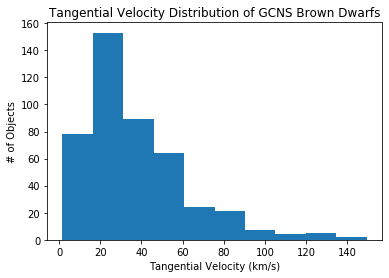 Tangential Velocity Distribution of GCNS Brown Dwarfs
160
140
120
100
80
60
40
20
0
# of Objects
0 20 40 60 80 100 120 140
Tangential Velocity (km/s)